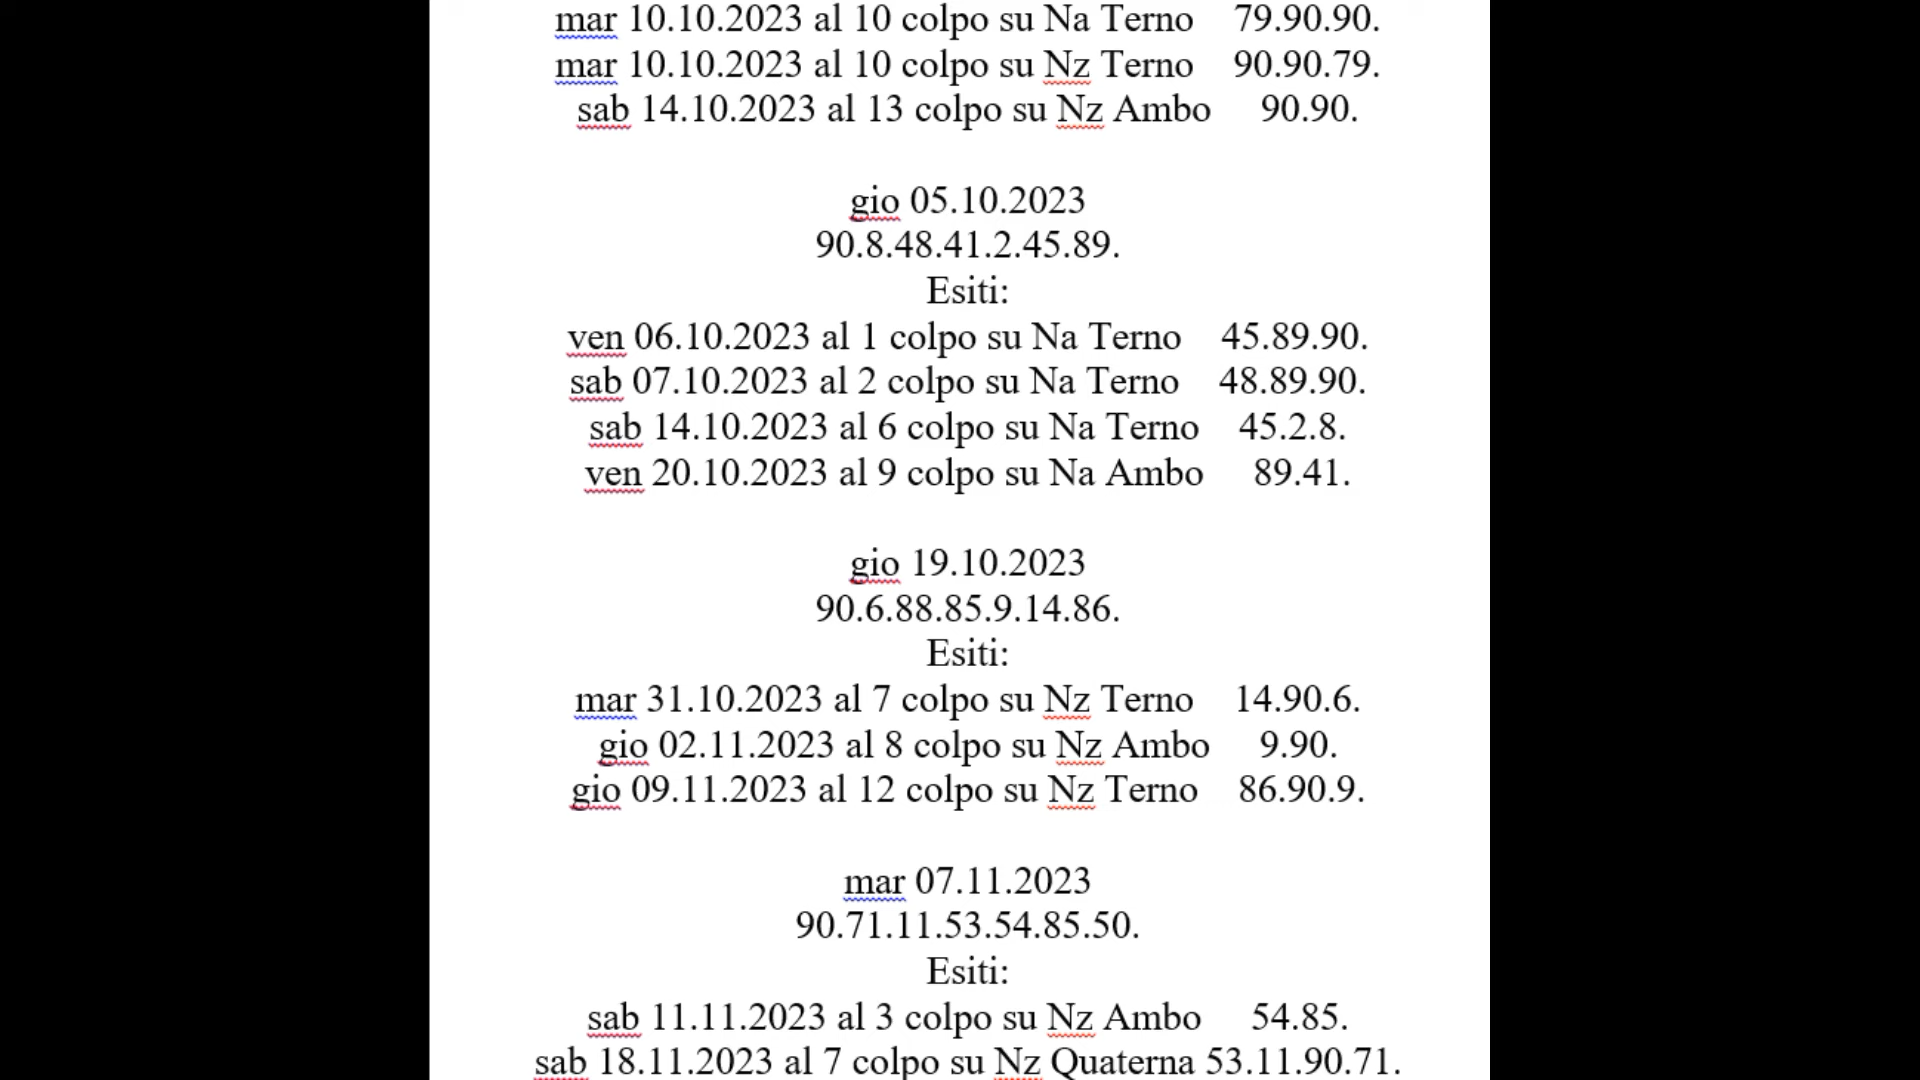 mar 10.10.2023 al 10 colpo su Na Terno 79.90.90.
mar 10.10.2023 al 10 colpo su Nz Terno 90.90.79.
sab 14.10.2023 al 13 colpo su Nz Ambo 90.90.
gio 05.10.2023
90.8.48.41.2.45.89.
Esiti:
ven 06.10.2023 al 1 colpo su Na Terno 45.89.90.
sab 07.10.2023 al 2 colpo su Na Terno 48.89.90.
sab 14.10.2023 al 6 colpo su Na Terno 45.2.8.
ven 20.10.2023 al 9 colpo su Na Ambo 89.41.
gio 19.10.2023
90.6.88.85.9.14.86.
Esiti:
mar 31.10.2023 al 7 colpo su Nz Terno 14.90.6.
gio 02.11.2023 al 8 colpo su Nz Ambo 9.90.
gio 09.11.2023 al 12 colpo su Nz Terno 86.90.9.
mar 07.11.2023
90.71.11.53.54.85.50.
Esiti:
sab 11.11.2023 al 3 colpo su Nz Ambo 54.85.
sab 18.11.2023 al 7 colpo su Nz Quaterna 53.11.90.71.